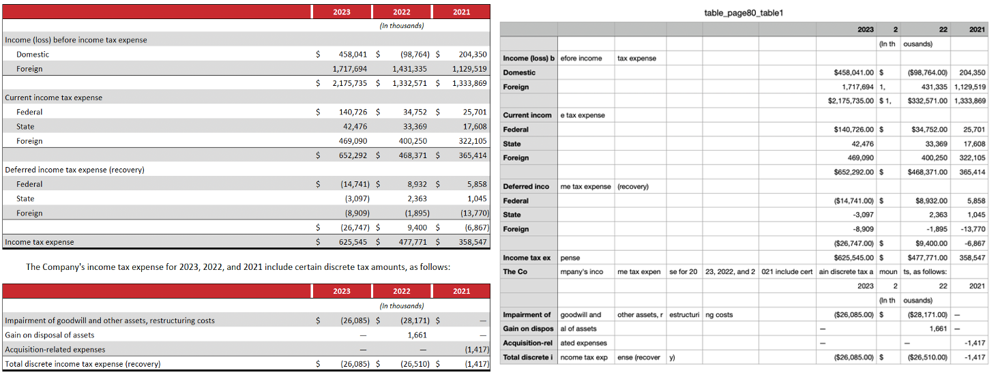 2023 2022 2021
(In thousands)
Income (loss) before income tax expense
Domestic $ 458,041 $ (98,764) $ 204,350
Foreign 1,717,694 1,431,335 1,129,519
$ 2,175,735 $ 1,332,571 $ 1,333,869
Current income tax expense
Federal $ 140,726 $ 34,752 $ 25,701
State 42,476 33,369 17,608
Foreign 469,090 400,250 322,105
$ 652,292 $ 468,371 $ 365,414
Deferred income tax expense (recovery)
Federal $ (14,741) $ 8,932 $ 5,858
State (3,097) 2,363 1,045
Foreign (8,909) (1,895) (13,770)
$ (26,747) $ 9,400 $ (6,867)
Income tax expense $ 625,545 $ 477,771 $ 358,547
The Company's income tax expense for 2023, 2022, and 2021 include certain discrete tax amounts, as follows:
2023 2022 2021
(In thousands)
Impairment of goodwill and other assets, restructuring costs $ (26,085) $ (28,171) $ —
Gain on disposal of assets — 1,661 —
Acquisition-related expenses — — (1,417)
Total discrete income tax expense (recovery) $ (26,085) $ (26,510) $ (1,417)
table_page80_table1
2023 2 22 2021
(In th ousands)
Income (loss) b efore income tax expense
Domestic $458,041.00 $ ($98,764.00) 204,350
Foreign 1,717,694 1, 431,335 1,129,519
$2,175,735.00 $ 1, $332,571.00 1,333,869
Current incom e tax expense
Federal $140,726.00 $ $34,752.00 25,701
State 42,476 33,369 17,608
Foreign 469,090 400,250 322,105
$652,292.00 $ $468,371.00 365,414
Deferred inco me tax expense (recovery)
Federal ($14,741.00) $ $8,932.00 5,858
State -3,097 2,363 1,045
Foreign -8,909 -1,895 -13,770
($26,747.00) $ $9,400.00 -6,867
Income tax ex pense $625,545.00 $ $477,771.00 358,547
The Co mpany's inco me tax expen se for 20 23, 2022, and 2 021 include cert ain discrete tax a moun ts, as follows:
2023 2 22 2021
(In th ousands)
Impairment of goodwill and other assets, r estructuri ng costs ($26,085.00) $ ($28,171.00) —
Gain on dispos al of assets — 1,661 —
Acquisition-rel ated expenses — — -1,417
Total discrete i ncome tax exp ense (recover y) ($26,085.00) $ ($26,510.00) -1,417